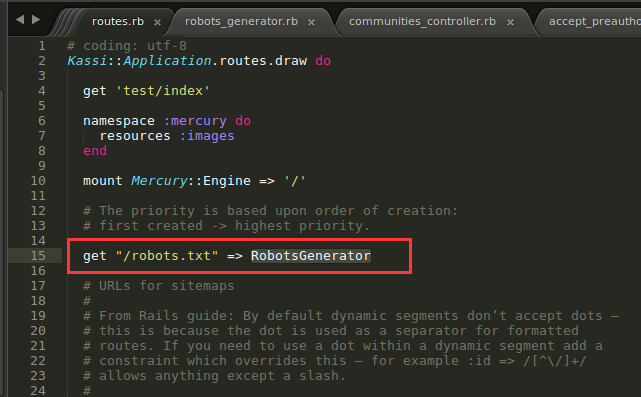 routes.rb × robots_generator.rb × communities_controller.rb × accept_preautho
1 # coding: utf-8
2 Kassi::Application.routes.draw do
3
4 get 'test/index'
5
6 namespace :mercury do
7 resources :images
8 end
9
10 mount Mercury::Engine => '/'
11
12 # The priority is based upon order of creation:
13 # first created -> highest priority.
14
15 get "/robots.txt" => RobotsGenerator
16
17 # URLs for sitemaps
18 #
19 # From Rails guide: By default dynamic segments don’t accept dots –
20 # this is because the dot is used as a separator for formatted
21 # routes. If you need to use a dot within a dynamic segment add a
22 # constraint which overrides this – for example :id => /[^\/]+/
23 # allows anything except a slash.
24 #